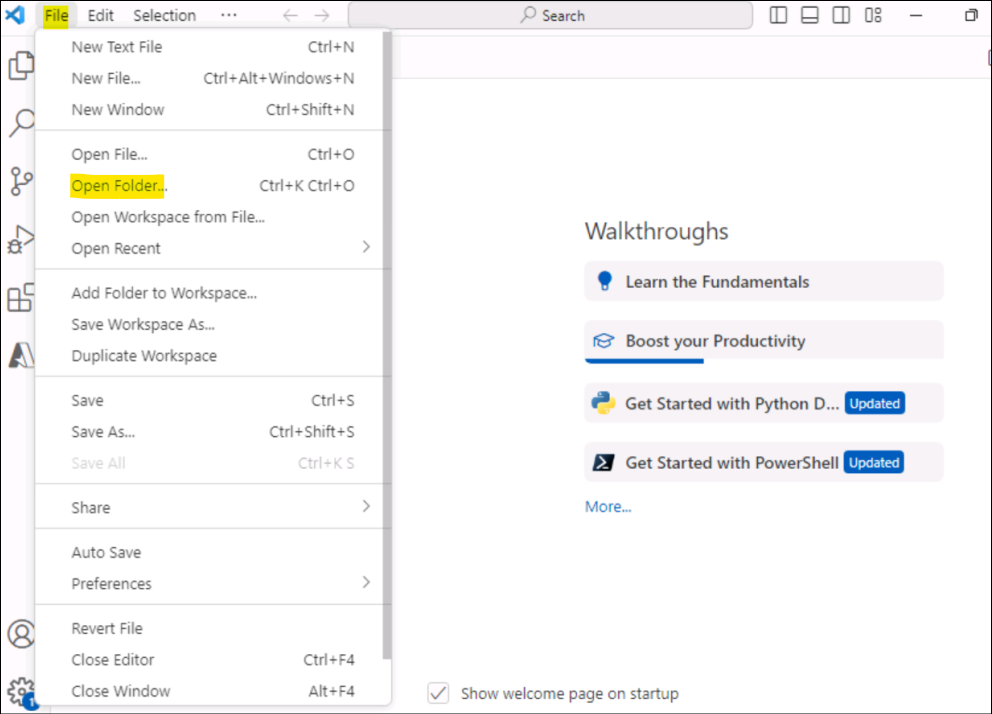 File Edit Selection ··· Search
New Text File Ctrl+N
New File... Ctrl+Alt+Windows+N
New Window Ctrl+Shift+N
Open File... Ctrl+O
Open Folder... Ctrl+K Ctrl+O
Open Workspace from File...
Open Recent
Add Folder to Workspace...
Save Workspace As...
Duplicate Workspace
Save Ctrl+S
Save As... Ctrl+Shift+S
Save All Ctrl+K S
Share
Auto Save
Preferences
Revert File
Close Editor Ctrl+F4
Close Window Alt+F4
Walkthroughs
Learn the Fundamentals
Boost your Productivity
Get Started with Python D... Updated
Get Started with PowerShell Updated
More...
Show welcome page on startup